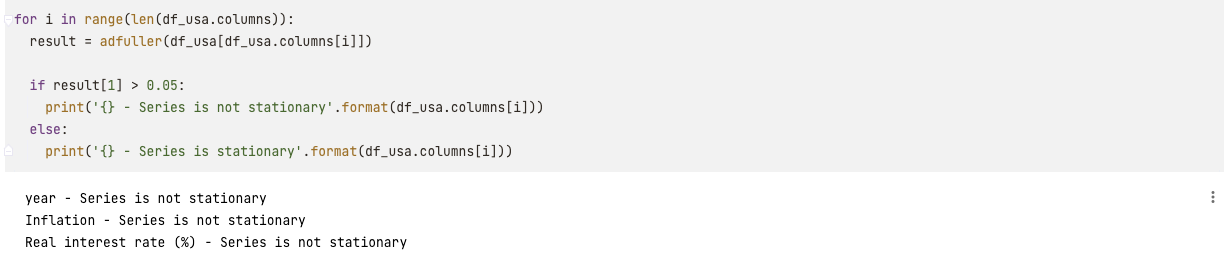 for i in range(len(df_usa.columns)):
  result = adfuller(df_usa[df_usa.columns[i]])

  if result[1] > 0.05:
    print('{} - Series is not stationary'.format(df_usa.columns[i]))
  else:
    print('{} - Series is stationary'.format(df_usa.columns[i]))
year - Series is not stationary
Inflation - Series is not stationary
Real interest rate (%) - Series is not stationary